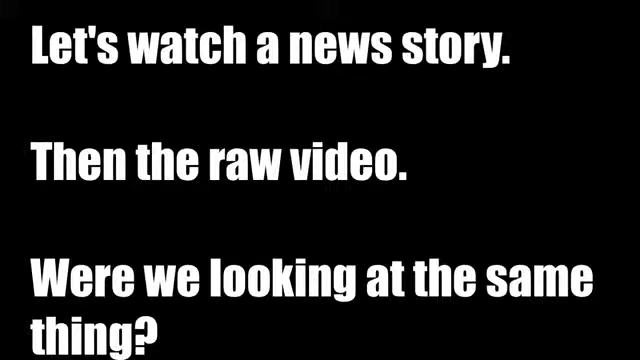 Let's watch a news story.
Then the raw video.
Were we looking at the same
thing?